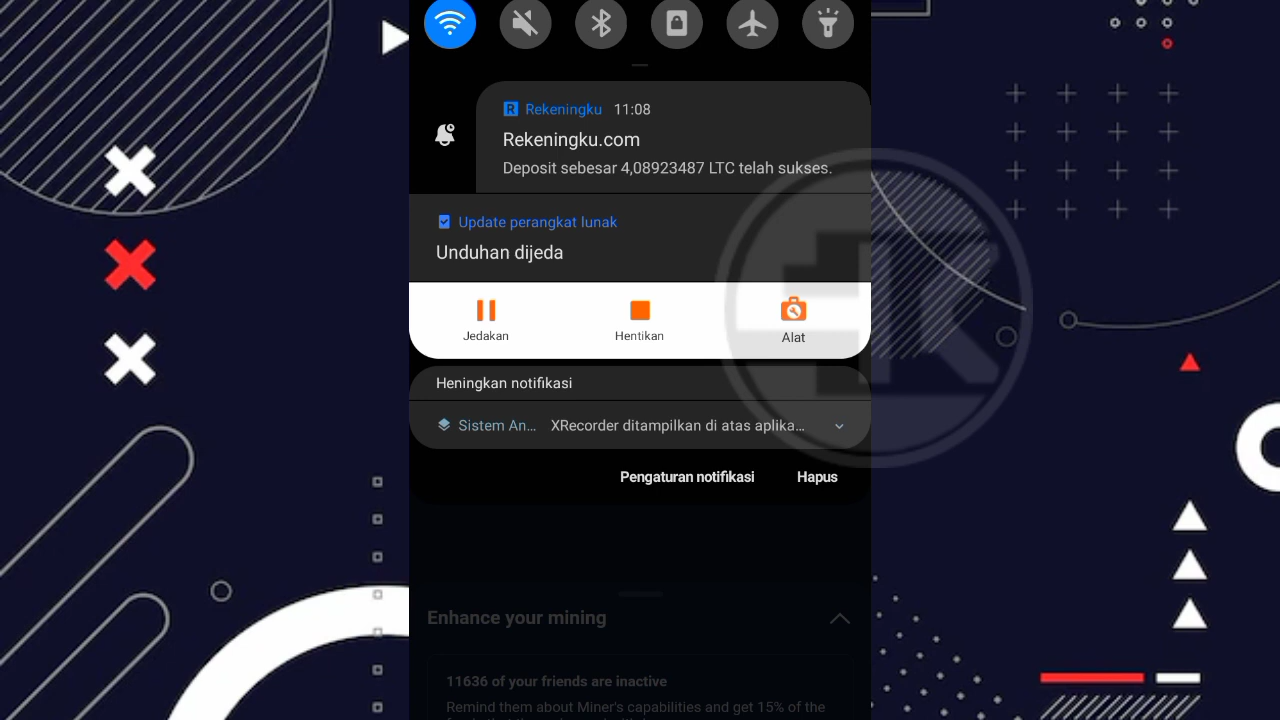 Rekeningku 11:08
Rekeningku.com
Deposit sebesar 4,08923487 LTC telah sukses.
Update perangkat lunak
Unduhan dijeda
Jedakan Hentikan Alat
Heningkan notifikasi
Sistem An... XRecorder ditampilkan di atas aplika...
Pengaturan notifikasi Hapus
Enhance your mining
11636 of your friends are inactive
Remind them about Miner's capabilities and get 15% of the